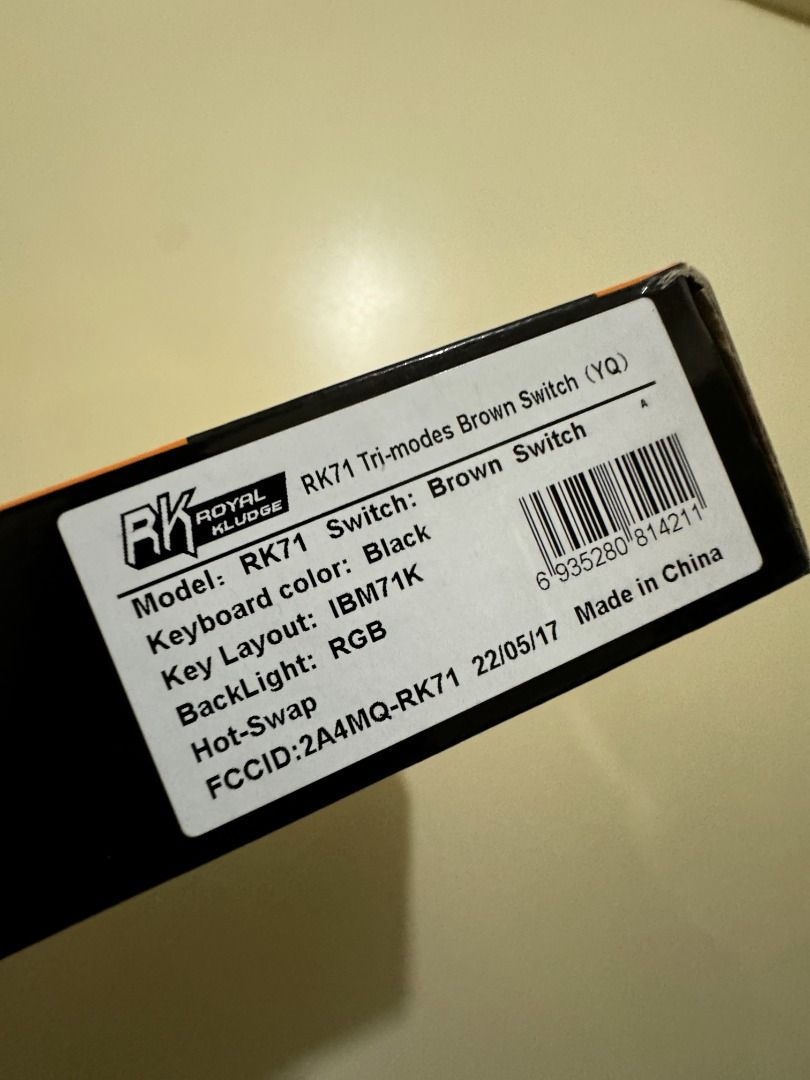 RK ROYAL KLUDGE RK71 Tri-modes Brown Switch (YQ)
A
Model: RK71 Switch: Brown Switch
Keyboard color: Black
Key Layout: IBM71K
BackLight: RGB
Hot-Swap
6 935280 814211
FCCID:2A4MQ-RK71 22/05/17 Made in China